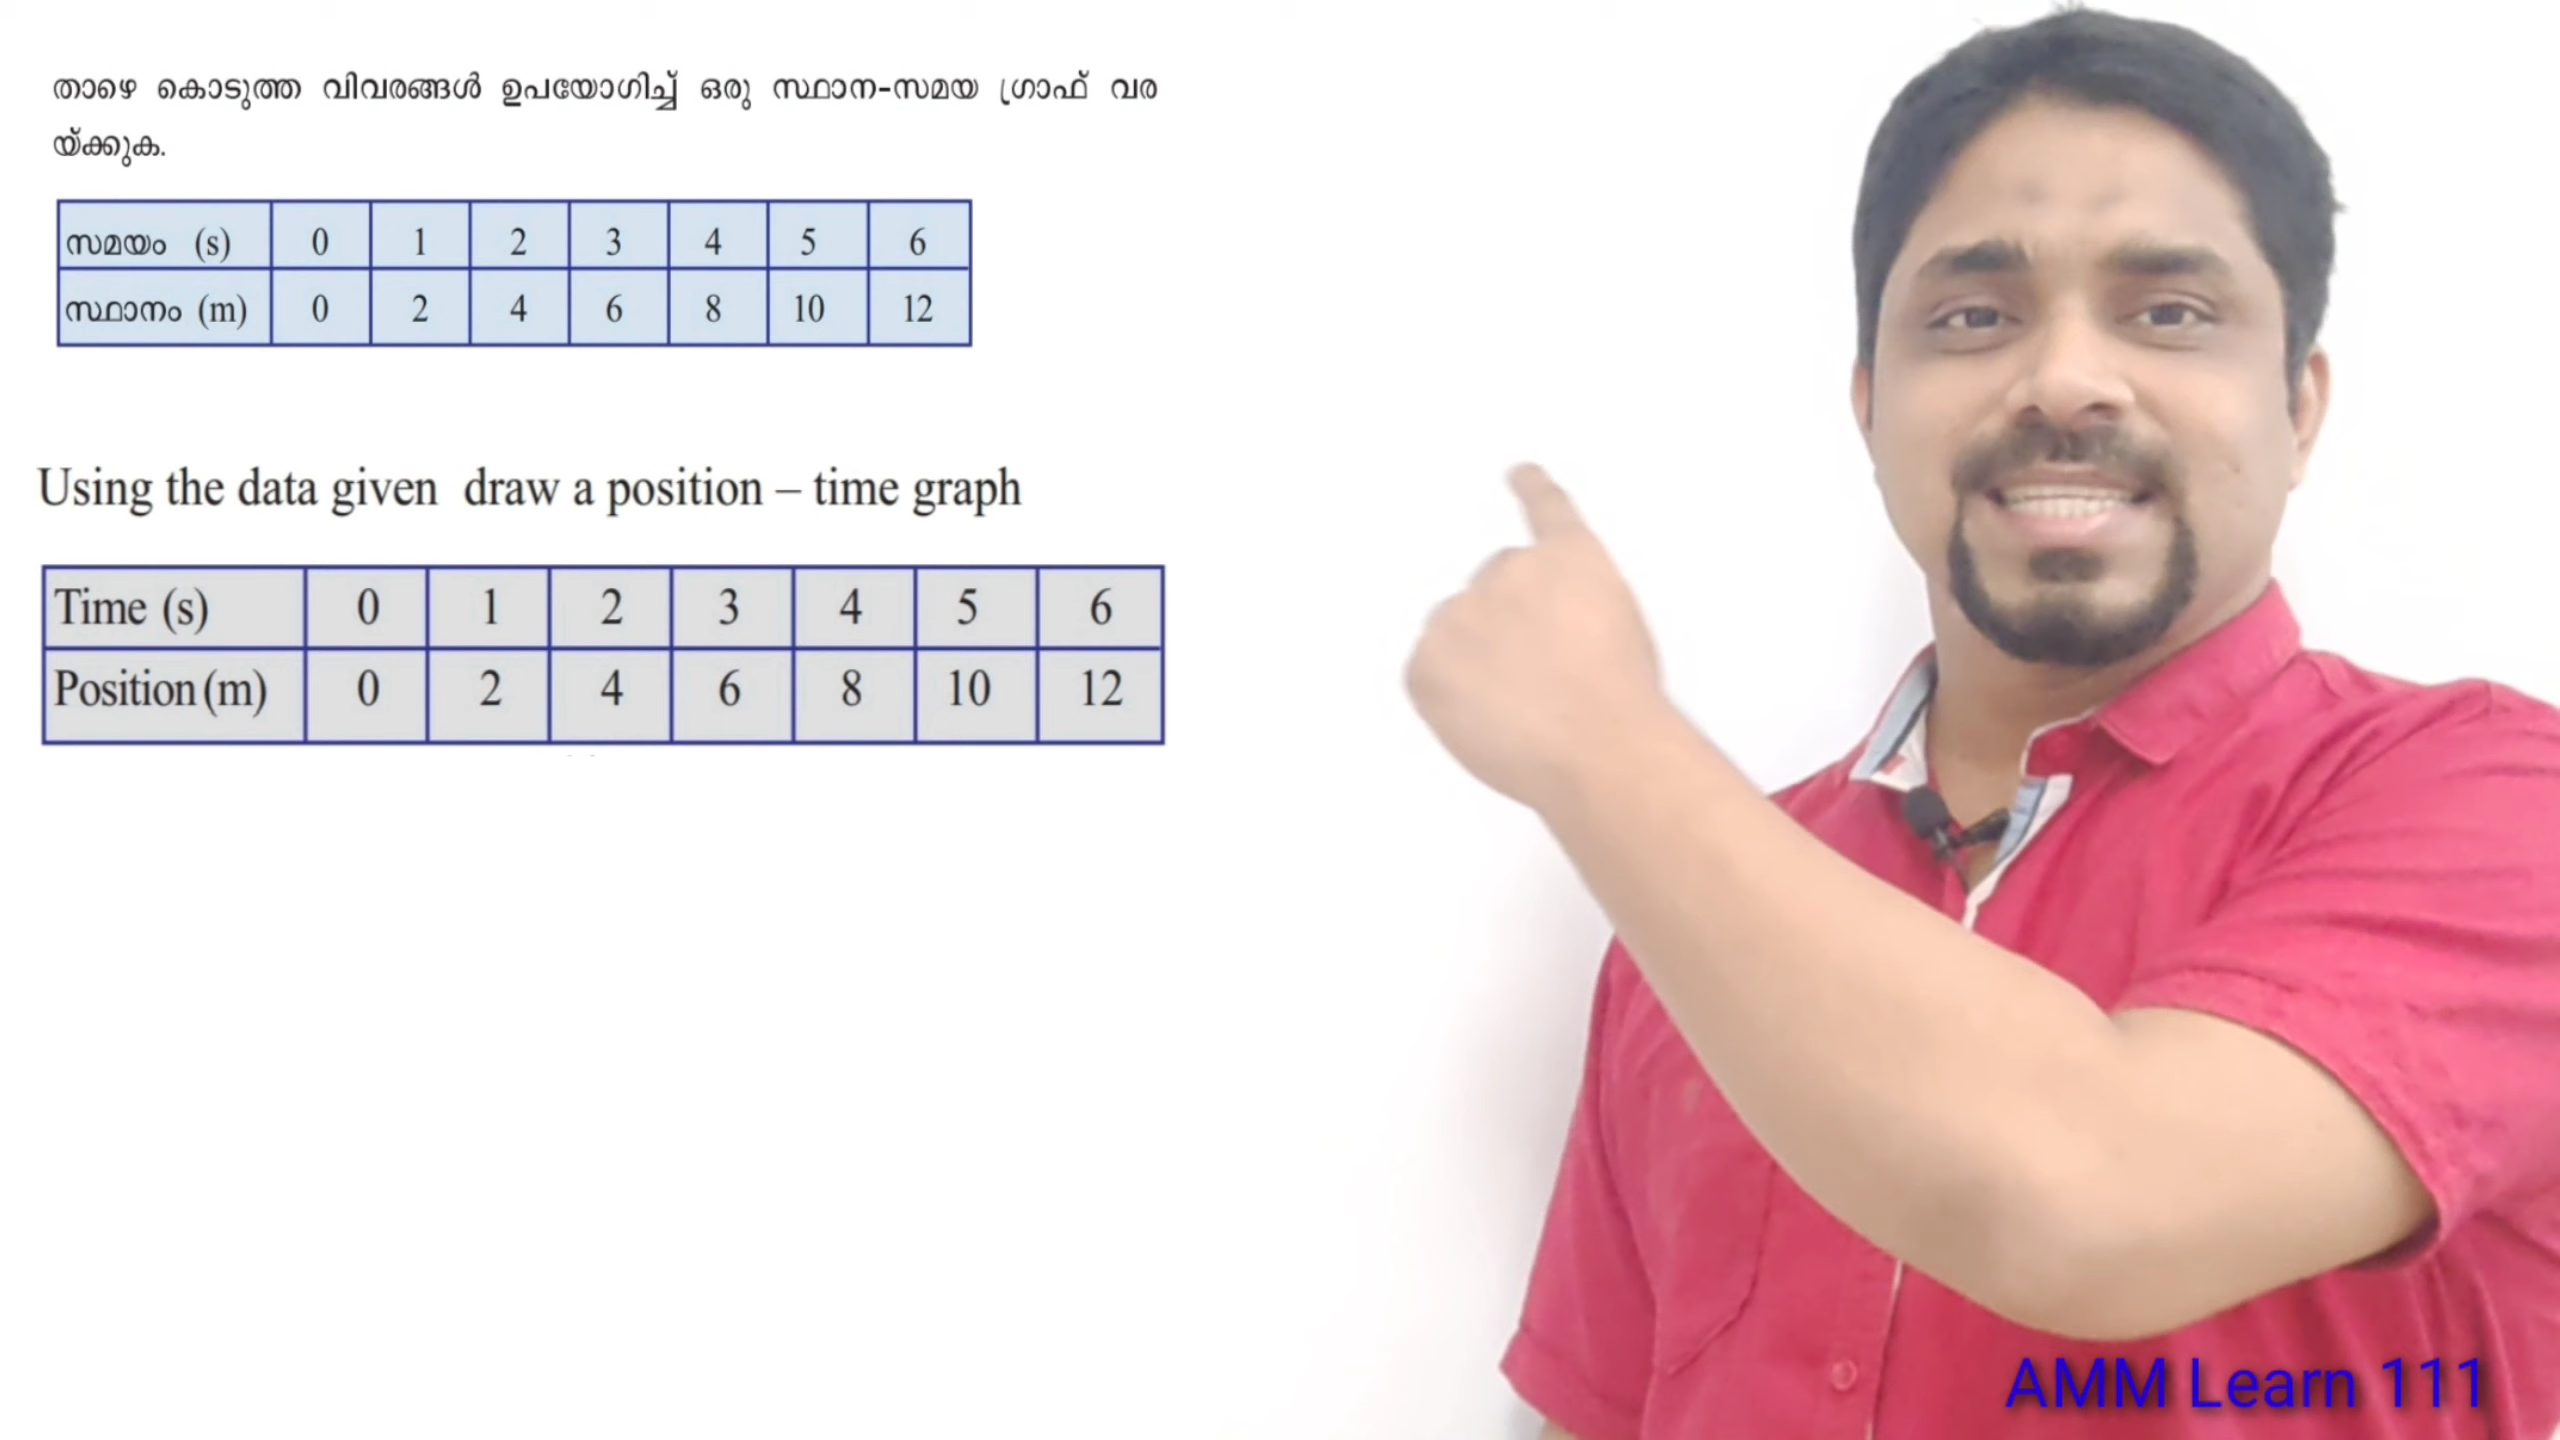 താഴെ കൊടുത്ത വിവരങ്ങൾ ഉപയോഗിച്ച് ഒരു സ്ഥാന-സമയ ഗ്രാഫ് വര
യ്ക്കുക.
സമയം (s) 0 1 2 3 4 5 6
സ്ഥാനം (m) 0 2 4 6 8 10 12
Using the data given draw a position – time graph
Time (s) 0 1 2 3 4 5 6
Position (m) 0 2 4 6 8 10 12
AMM Learn 111